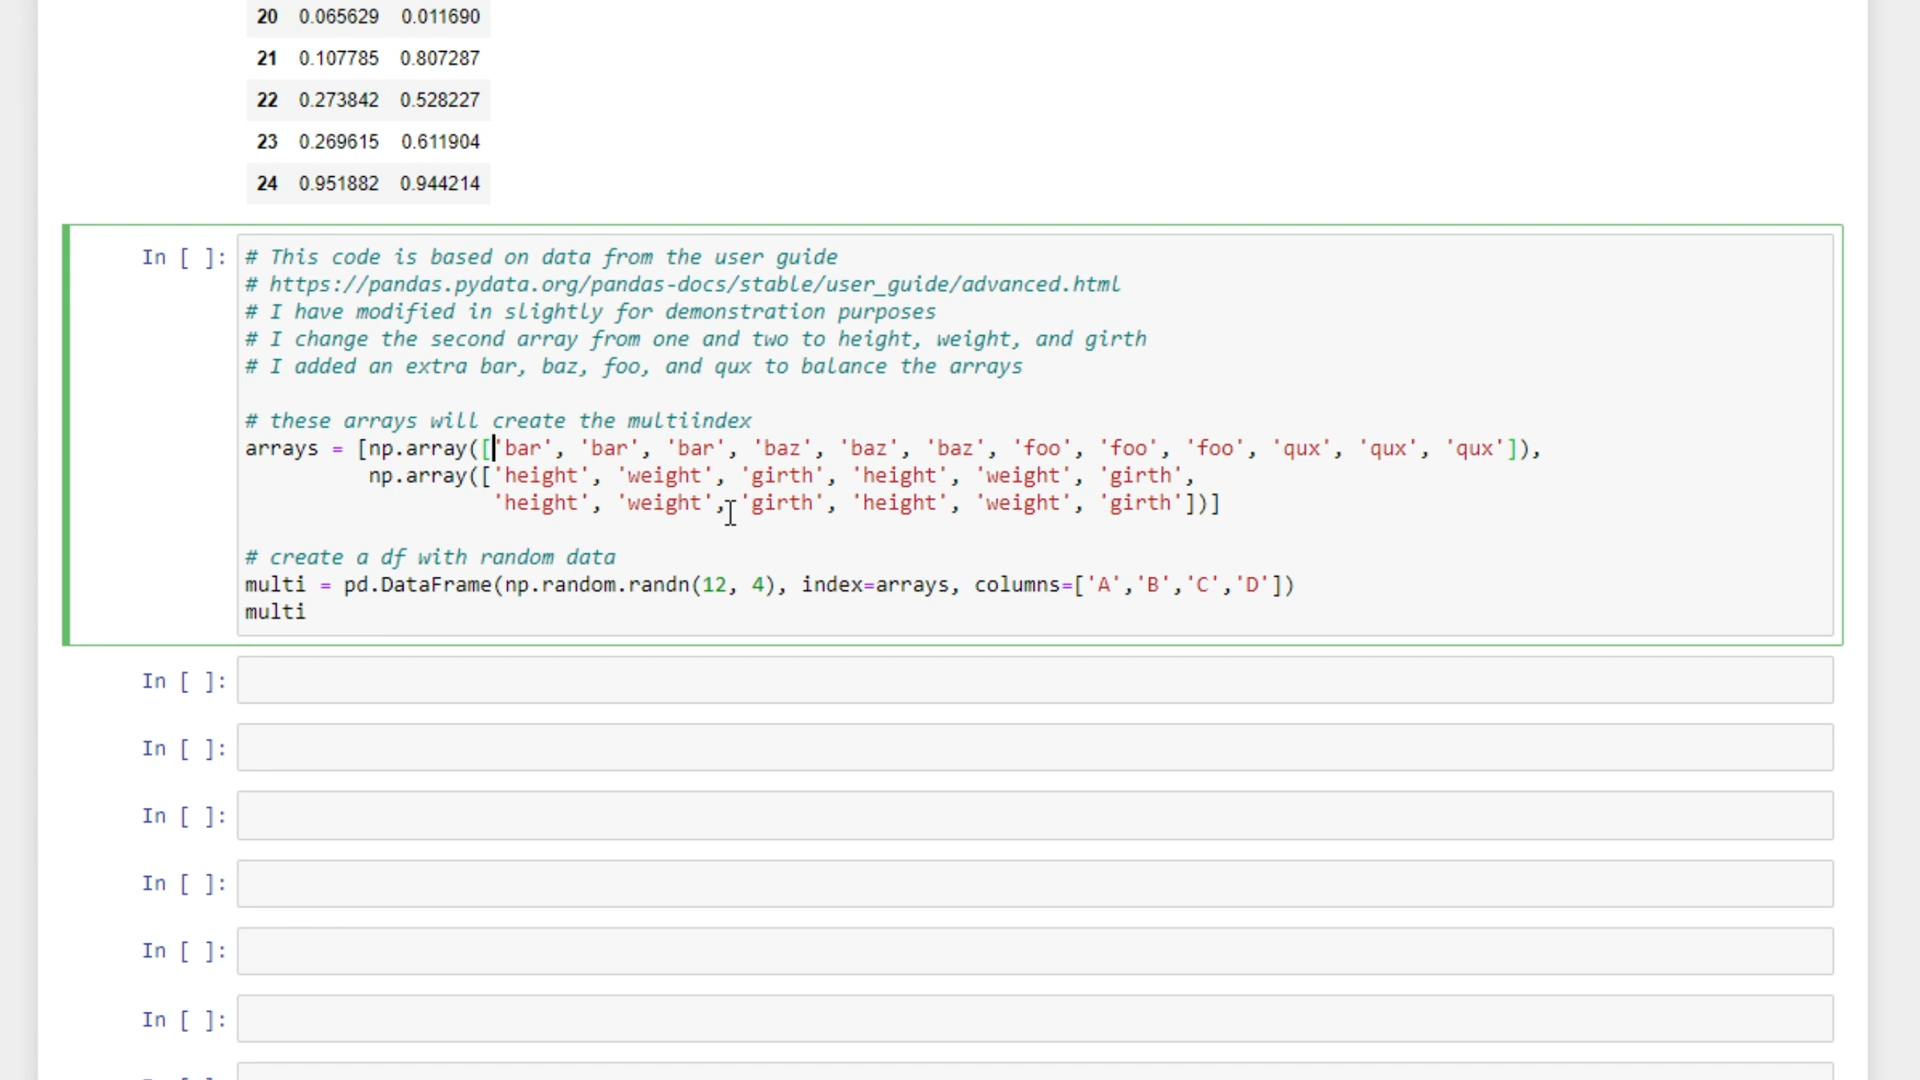 20 0.065629 0.011690
21 0.107785 0.807287
22 0.273842 0.528227
23 0.269615 0.611904
24 0.951882 0.944214
In [ ]:
# This code is based on data from the user guide
# https://pandas.pydata.org/pandas-docs/stable/user_guide/advanced.html
# I have modified in slightly for demonstration purposes
# I change the second array from one and two to height, weight, and girth
# I added an extra bar, baz, foo, and qux to balance the arrays
# these arrays will create the multiindex
arrays = [np.array(['bar', 'bar', 'bar', 'baz', 'baz', 'baz', 'foo', 'foo', 'foo', 'qux', 'qux', 'qux']),
np.array(['height', 'weight', 'girth', 'height', 'weight', 'girth',
'height', 'weight', 'girth', 'height', 'weight', 'girth'])]
# create a df with random data
multi = pd.DataFrame(np.random.randn(12, 4), index=arrays, columns=['A','B','C','D'])
multi
In [ ]:
In [ ]:
In [ ]:
In [ ]:
In [ ]:
In [ ]: